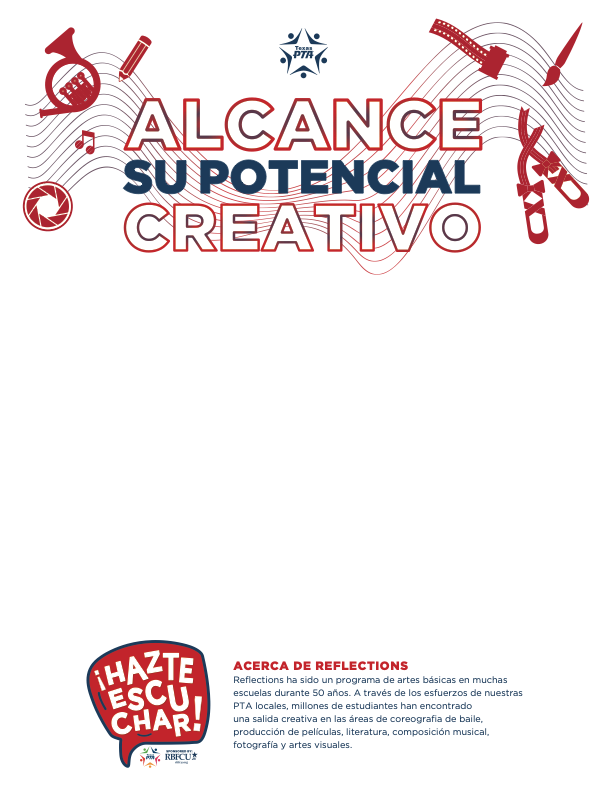 Texas
PTA
ALCANCE
SU POTENCIAL
CREATIVO
¡HAZTE
ESCU
CHAR!
PTA
SPONSORED BY:
RBFCU
ACERCA DE REFLECTIONS
Reflections ha sido un programa de artes básicas en muchas
escuelas durante 50 años. A través de los esfuerzos de nuestras
PTA locales, millones de estudiantes han encontrado
una salida creativa en las áreas de coreografia de baile,
producción de películas, literatura, composición musical,
fotografía y artes visuales.